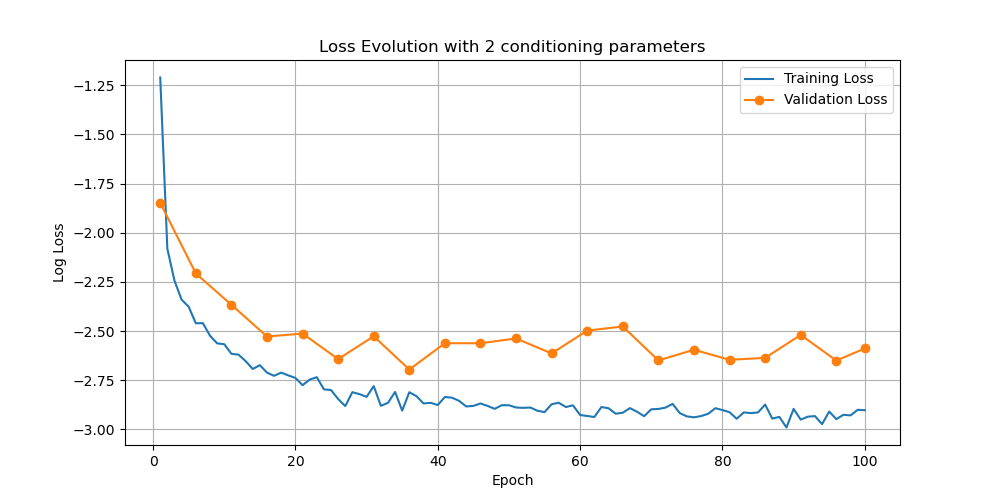 Loss Evolution with 2 conditioning parameters
Training Loss
Validation Loss
Log Loss
−1.25
−1.50
−1.75
−2.00
−2.25
−2.50
−2.75
−3.00
0 20 40 60 80 100
Epoch